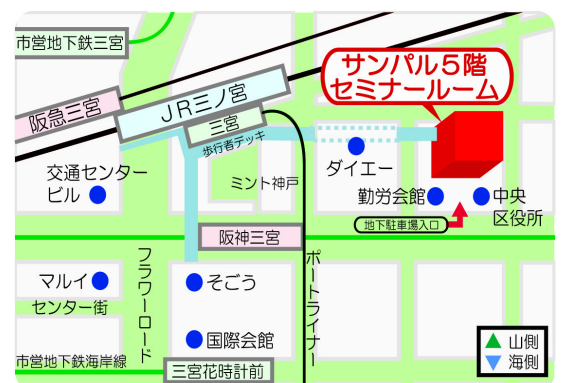 市営地下鉄三宮
サンパル5階
セミナールーム
阪急三宮
JR三ノ宮
三宮
歩行者デッキ
交通センター
ビル
ミント神戸
ダイエー
勤労会館
中央
区役所
地下駐車場入口
阪神三宮
フラワーロード
ポートライナー
マルイ
センター街
そごう
国際会館
市営地下鉄海岸線
三宮花時計前
山側
海側